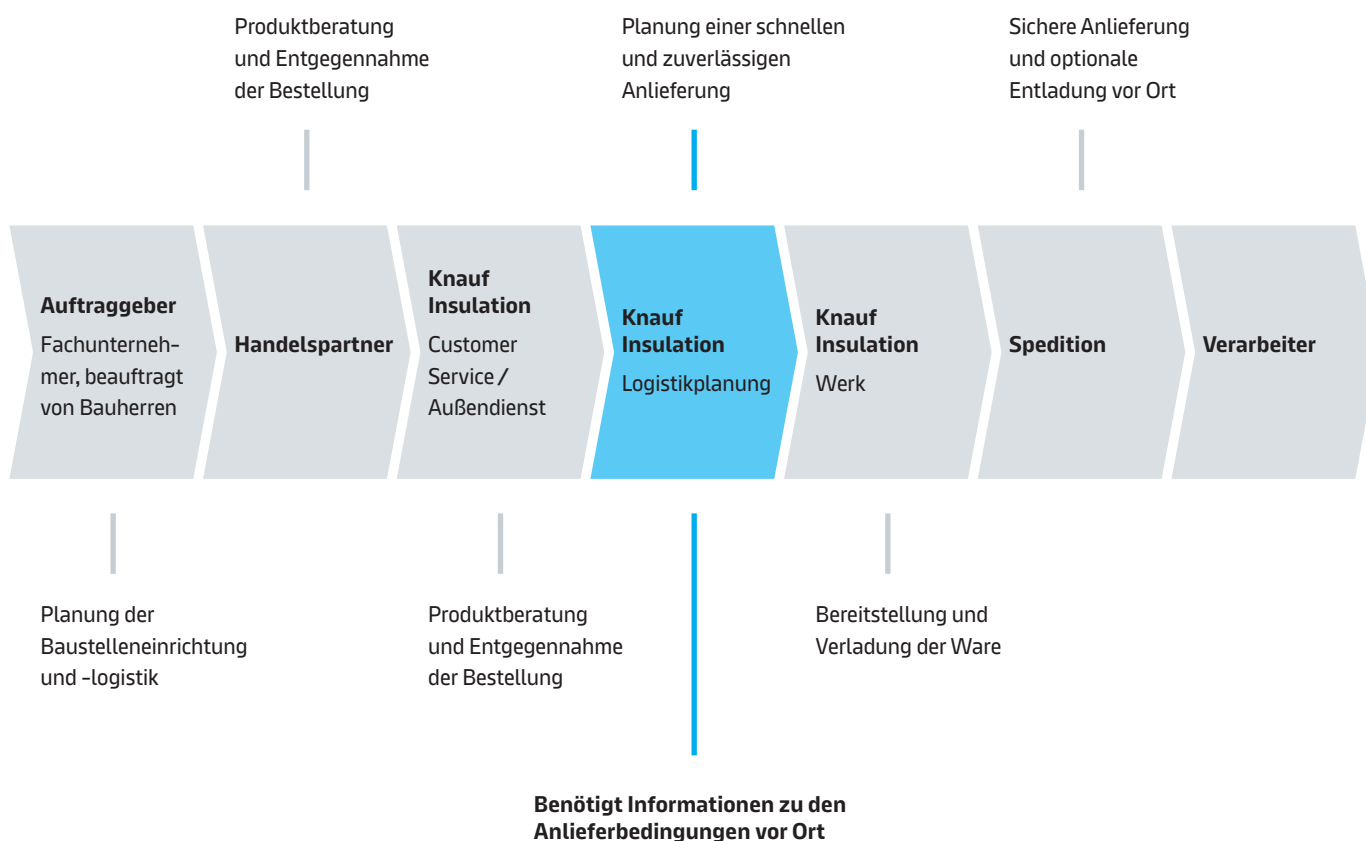 Produktberatung
und Entgegennahme
der Bestellung
Planung einer schnellen
und zuverlässigen
Anlieferung
Sichere Anlieferung
und optionale
Entladung vor Ort
Auftraggeber
Fachunterneh-
mer, beauftragt
von Bauherren
Handelspartner
Knauf
Insulation
Customer
Service /
Außendienst
Knauf
Insulation
Logistikplanung
Knauf
Insulation
Werk
Spedition
Verarbeiter
Planung der
Baustelleneinrichtung
und -logistik
Produktberatung
und Entgegennahme
der Bestellung
Bereitstellung und
Verladung der Ware
Benötigt Informationen zu den
Anlieferbedingungen vor Ort